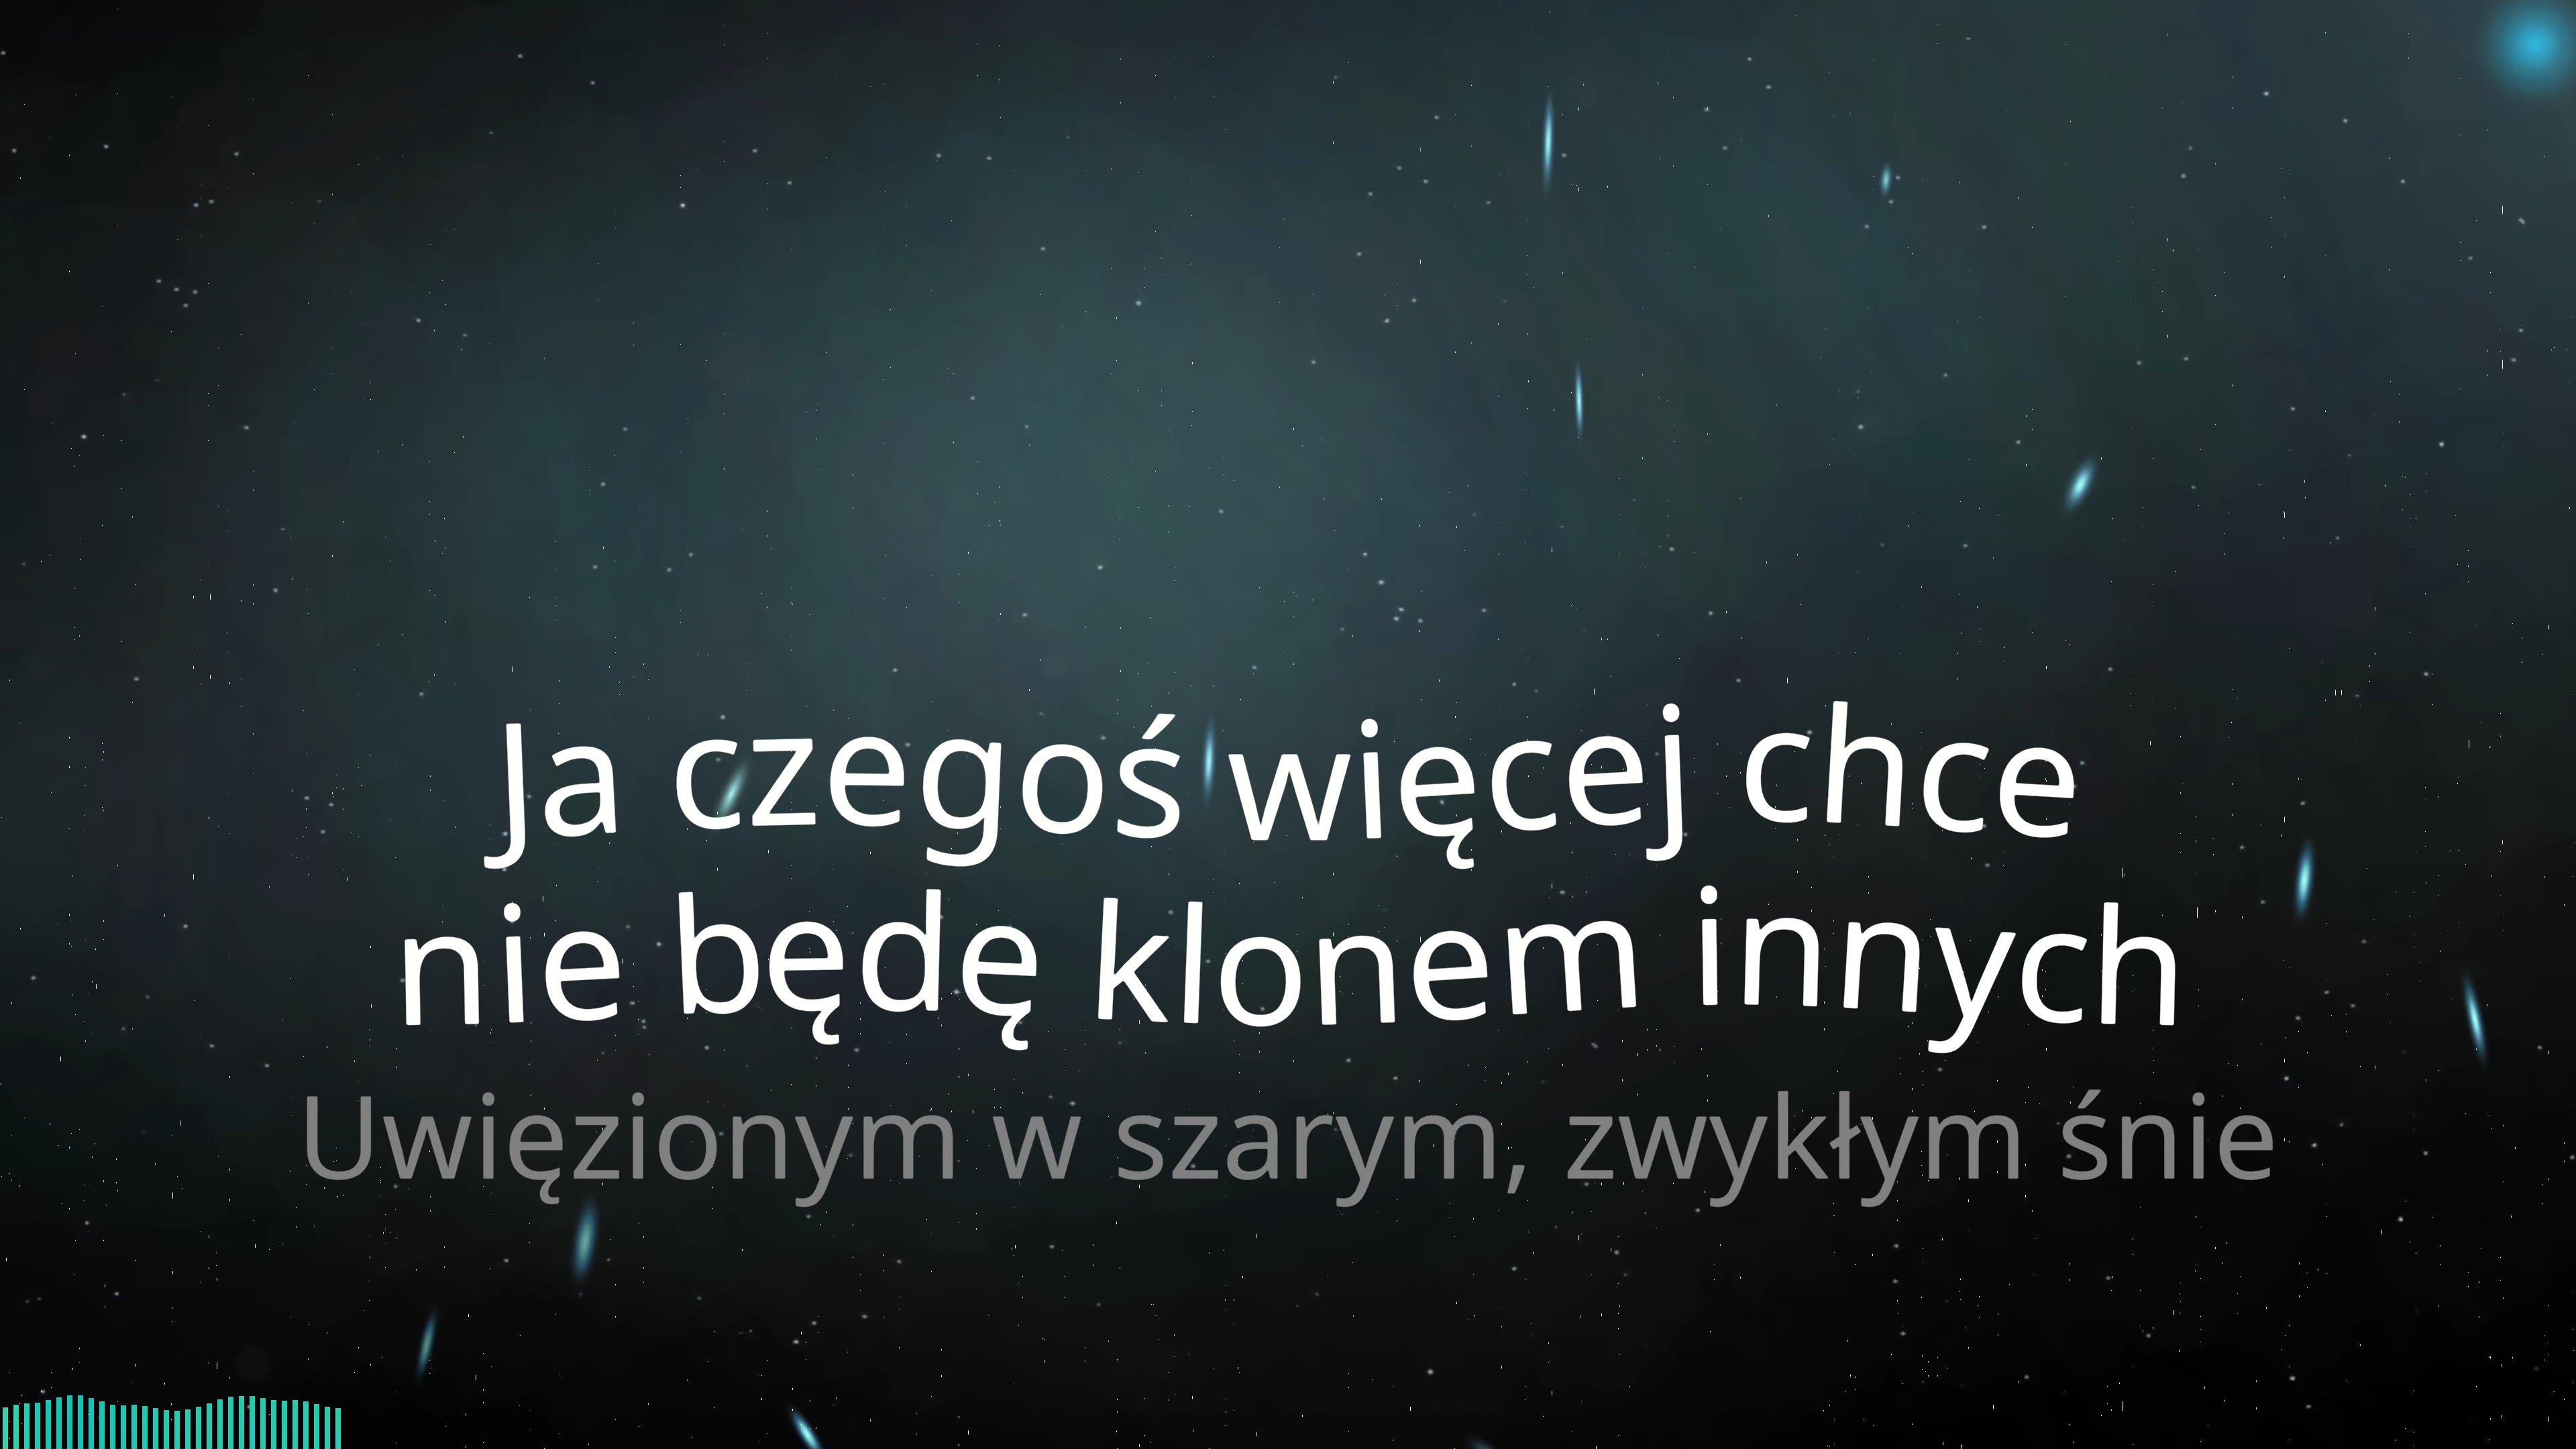 Ja czegoś więcej chce
nie będę klonem innych
Uwięzionym w szarym, zwykłym śnie